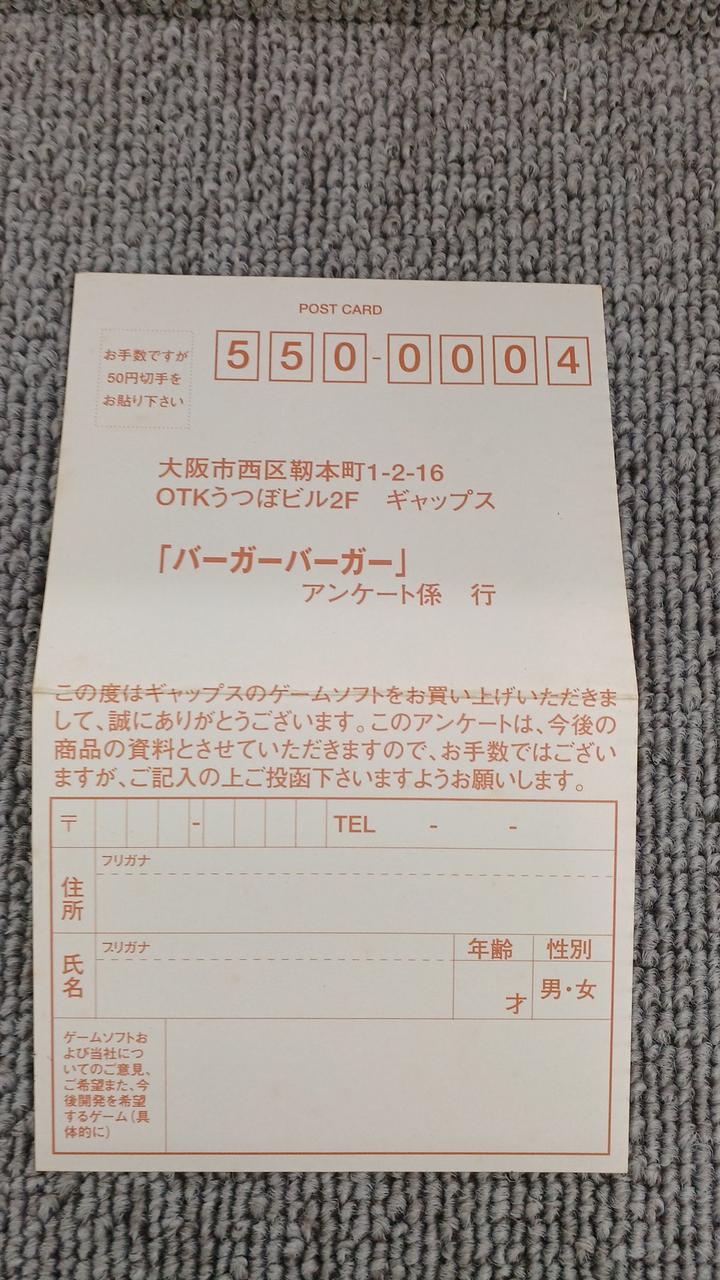 POST CARD
お手数ですが
50円切手を
お貼り下さい
550-0004
大阪市西区靭本町1-2-16
OTKうつぼビル2F　ギャップス
「バーガーバーガー」
アンケート係　行
この度はギャップスのゲームソフトをお買い上げいただきま
して、誠にありがとうございます。このアンケートは、今後の
商品の資料とさせていただきますので、お手数ではござい
ますが、ご記入の上ご投函下さいますようお願いします。
〒　-　TEL　-　-
フリガナ
住所
フリガナ
氏名
年齢
才
性別
男・女
ゲームソフトお
よび当社につ
いてのご意見、
ご希望また、今
後開発を希望
するゲーム(具
体的に)